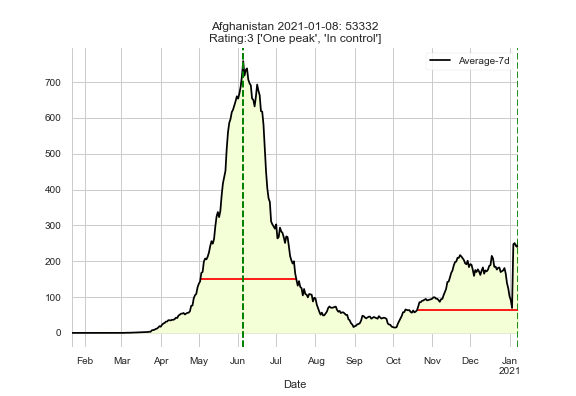 Afghanistan 2021-01-08: 53332
Rating:3 ['One peak', 'In control']
Average-7d
700
600
500
400
300
200
100
0
Feb Mar Apr May Jun Jul Aug Sep Oct Nov Dec Jan
2021
Date